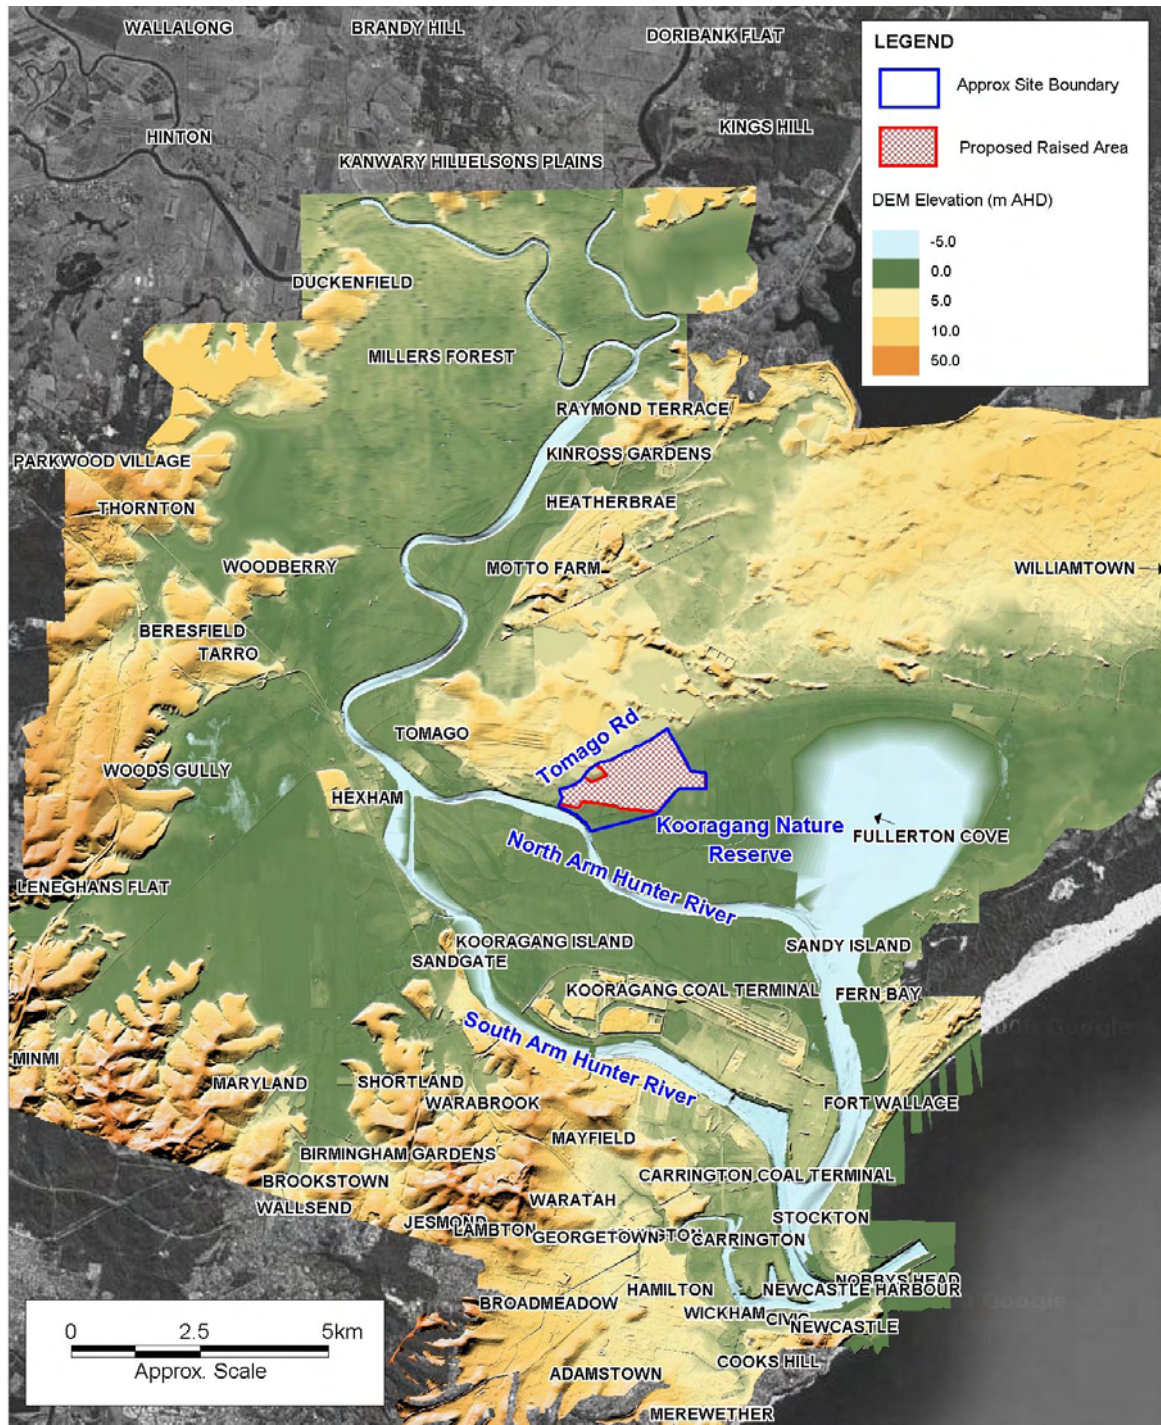 WALLALONG
BRANDY HILL
DORIBANK FLAT
LEGEND
Approx Site Boundary
Proposed Raised Area
DEM Elevation (m AHD)
-5.0
0.0
5.0
10.0
50.0
KINGS HILL
HINTON
KANWARY HILL
ELSONS PLAINS
DUCKENFIELD
MILLERS FOREST
RAYMOND TERRACE
KINROSS GARDENS
PARKWOOD VILLAGE
HEATHERBRAE
THORNTON
WOODBERRY
MOTTO FARM
WILLIAMTOWN
BERESFIELD
TARRO
Tomago Rd
TOMAGO
WOODS GULLY
HEXHAM
Kooragang Nature
Reserve
FULLERTON COVE
North Arm Hunter River
LENEGHANS FLAT
KOORAGANG ISLAND
SANDGATE
SANDY ISLAND
KOORAGANG COAL TERMINAL
FERN BAY
South Arm Hunter River
MINMI
MARYLAND
SHORTLAND
WARABROOK
FORT WALLACE
MAYFIELD
BIRMINGHAM GARDENS
CARRINGTON COAL TERMINAL
BROOKSTOWN
WALLSEND
WARATAH
STOCKTON
JESMOND
LAMBTON
GEORGETOWN
CARRINGTON
NOBBYS HEAD
HAMILTON
NEWCASTLE HARBOUR
BROADMEADOW
WICKHAM
CIVIC
NEWCASTLE
0 2.5 5km
Approx. Scale
COOKS HILL
ADAMSTOWN
MEREWETHER